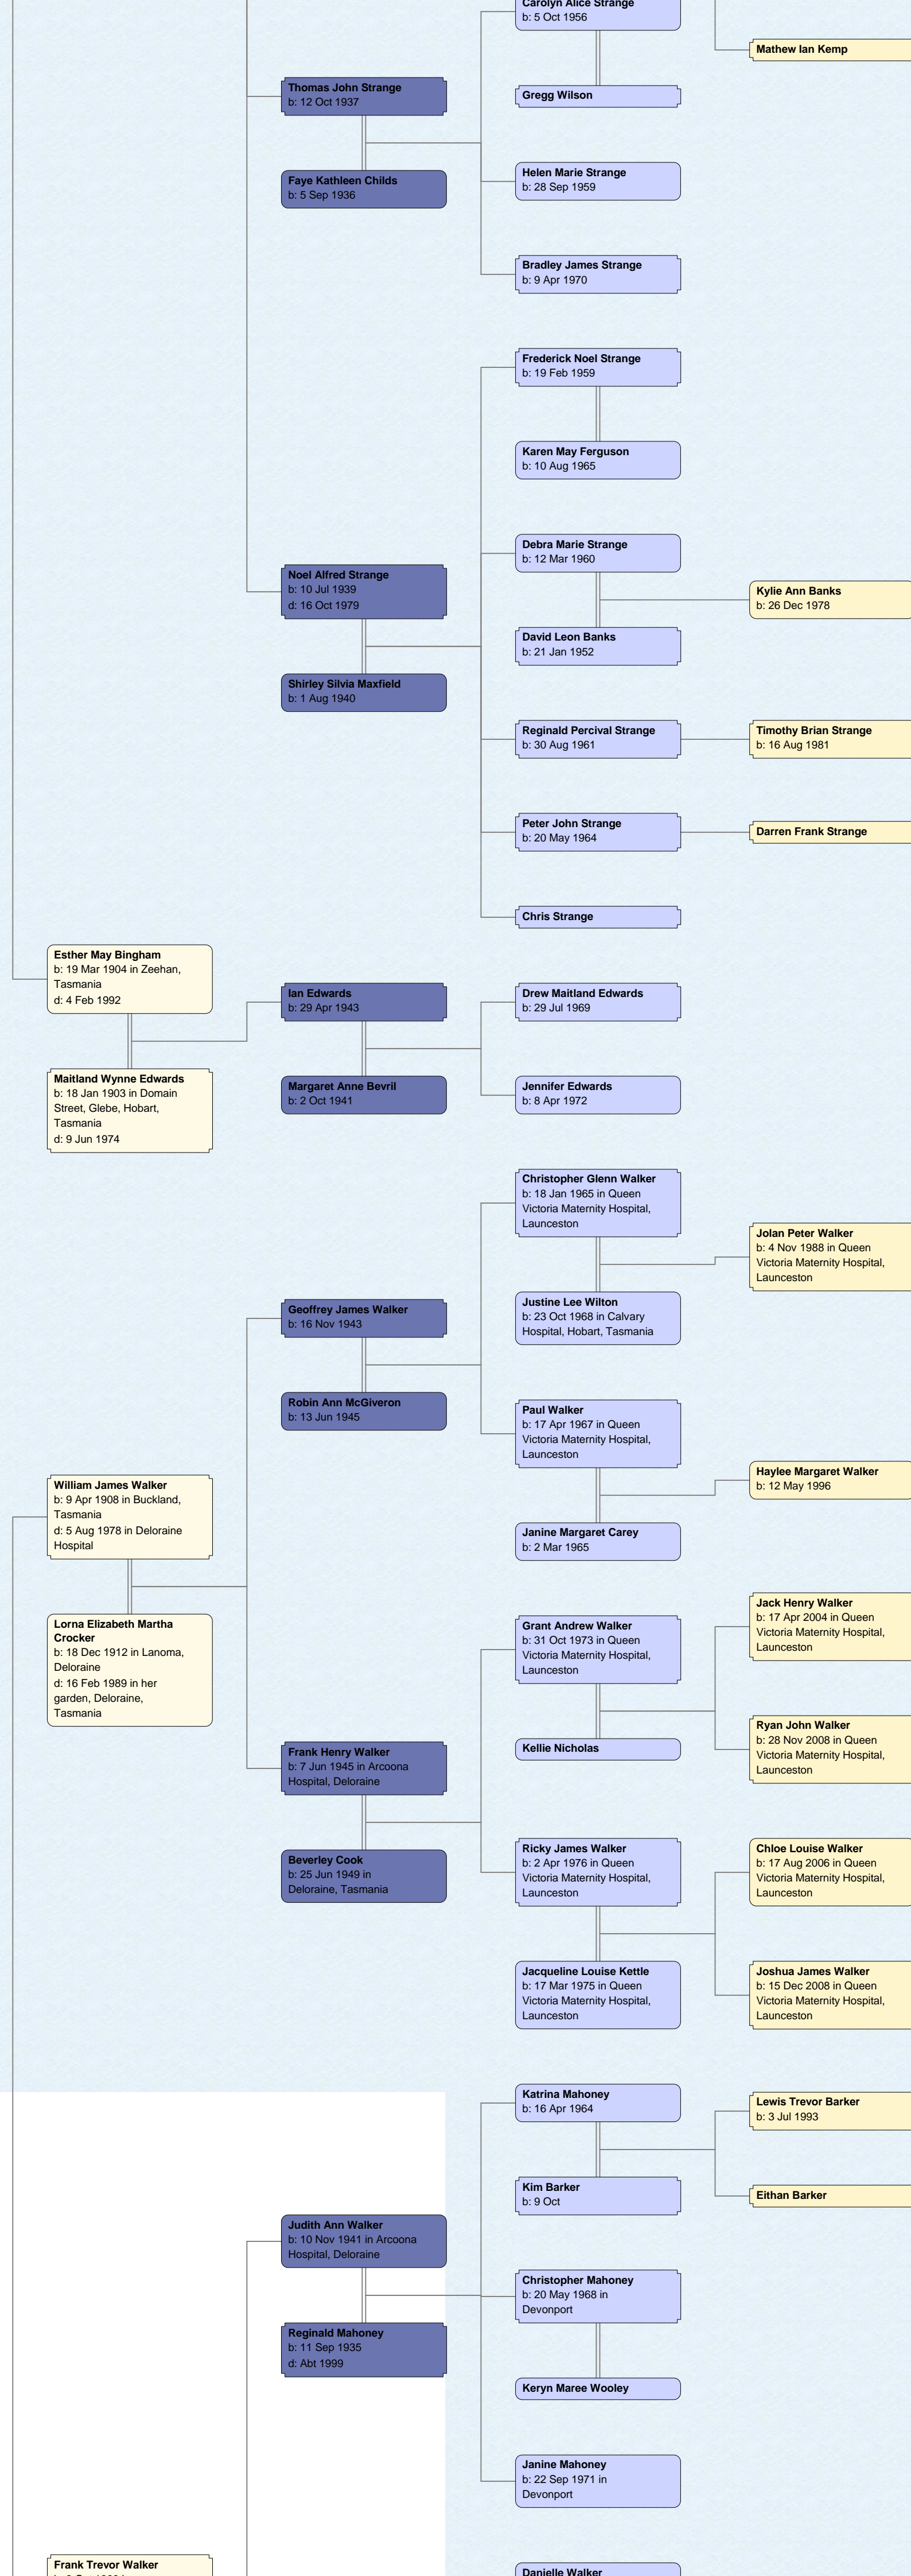 Carolyn Alice Strange
b: 5 Oct 1956
Mathew Ian Kemp
Thomas John Strange
b: 12 Oct 1937
Gregg Wilson
Faye Kathleen Childs
b: 5 Sep 1936
Helen Marie Strange
b: 28 Sep 1959
Bradley James Strange
b: 9 Apr 1970
Frederick Noel Strange
b: 19 Feb 1959
Karen May Ferguson
b: 10 Aug 1965
Debra Marie Strange
b: 12 Mar 1960
Noel Alfred Strange
b: 10 Jul 1939
d: 16 Oct 1979
Kylie Ann Banks
b: 26 Dec 1978
David Leon Banks
b: 21 Jan 1952
Shirley Silvia Maxfield
b: 1 Aug 1940
Reginald Percival Strange
b: 30 Aug 1961
Timothy Brian Strange
b: 16 Aug 1981
Peter John Strange
b: 20 May 1964
Darren Frank Strange
Chris Strange
Esther May Bingham
b: 19 Mar 1904 in Zeehan,
Tasmania
d: 4 Feb 1992
Ian Edwards
b: 29 Apr 1943
Drew Maitland Edwards
b: 29 Jul 1969
Maitland Wynne Edwards
b: 18 Jan 1903 in Domain
Street, Glebe, Hobart,
Tasmania
d: 9 Jun 1974
Margaret Anne Bevril
b: 2 Oct 1941
Jennifer Edwards
b: 8 Apr 1972
Christopher Glenn Walker
b: 18 Jan 1965 in Queen
Victoria Maternity Hospital,
Launceston
Jolan Peter Walker
b: 4 Nov 1988 in Queen
Victoria Maternity Hospital,
Launceston
Geoffrey James Walker
b: 16 Nov 1943
Justine Lee Wilton
b: 23 Oct 1968 in Calvary
Hospital, Hobart, Tasmania
Robin Ann McGiveron
b: 13 Jun 1945
Paul Walker
b: 17 Apr 1967 in Queen
Victoria Maternity Hospital,
Launceston
Haylee Margaret Walker
b: 12 May 1996
William James Walker
b: 9 Apr 1908 in Buckland,
Tasmania
d: 5 Aug 1978 in Deloraine
Hospital
Janine Margaret Carey
b: 2 Mar 1965
Lorna Elizabeth Martha
Crocker
b: 18 Dec 1912 in Lanoma,
Deloraine
d: 16 Feb 1989 in her
garden, Deloraine,
Tasmania
Grant Andrew Walker
b: 31 Oct 1973 in Queen
Victoria Maternity Hospital,
Launceston
Jack Henry Walker
b: 17 Apr 2004 in Queen
Victoria Maternity Hospital,
Launceston
Kellie Nicholas
Ryan John Walker
b: 28 Nov 2008 in Queen
Victoria Maternity Hospital,
Launceston
Frank Henry Walker
b: 7 Jun 1945 in Arcoona
Hospital, Deloraine
Beverley Cook
b: 25 Jun 1949 in
Deloraine, Tasmania
Ricky James Walker
b: 2 Apr 1976 in Queen
Victoria Maternity Hospital,
Launceston
Chloe Louise Walker
b: 17 Aug 2006 in Queen
Victoria Maternity Hospital,
Launceston
Jacqueline Louise Kettle
b: 17 Mar 1975 in Queen
Victoria Maternity Hospital,
Launceston
Joshua James Walker
b: 15 Dec 2008 in Queen
Victoria Maternity Hospital,
Launceston
Katrina Mahoney
b: 16 Apr 1964
Lewis Trevor Barker
b: 3 Jul 1993
Kim Barker
b: 9 Oct
Eithan Barker
Judith Ann Walker
b: 10 Nov 1941 in Arcoona
Hospital, Deloraine
Christopher Mahoney
b: 20 May 1968 in
Devonport
Reginald Mahoney
b: 11 Sep 1935
d: Abt 1999
Keryn Maree Wooley
Janine Mahoney
b: 22 Sep 1971 in
Devonport
Frank Trevor Walker
Danielle Walker